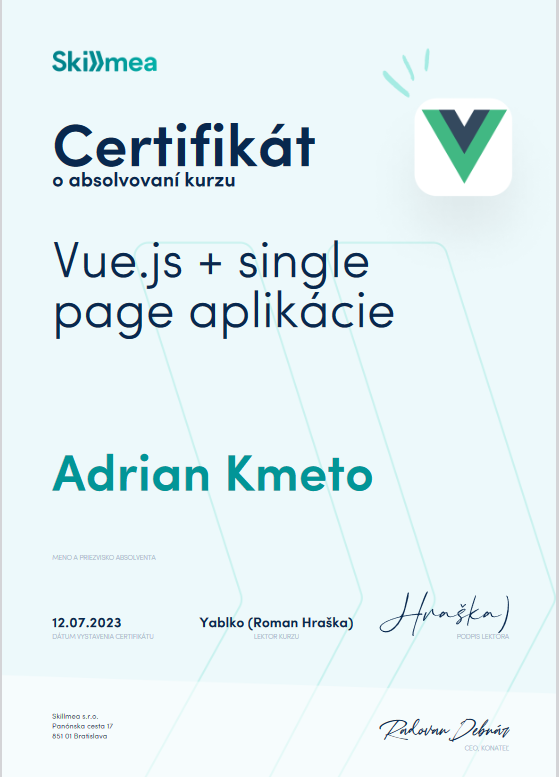 Skillmea
Certifikát
o absolvovaní kurzu
Vue.js + single
page aplikácie
Adrian Kmeto
MENO A PRIEZVISKO ABSOLVENTA
12.07.2023
DÁTUM VYSTAVENIA CERTIFIKÁTU
Yablko (Roman Hraška)
LEKTOR KURZU
Hraška)
PODPIS LEKTORA
Skillmea s.r.o.
Panónska cesta 17
851 01 Bratislava
Radovan Debnár
CEO, KONATEĽ